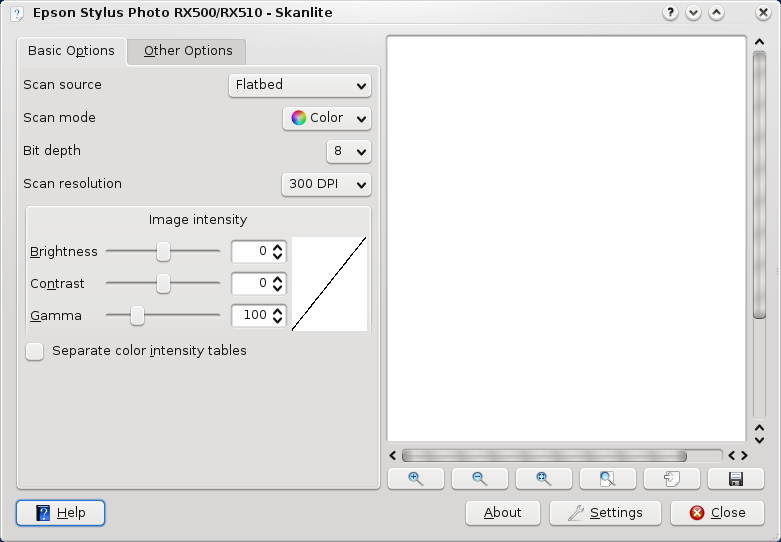 Epson Stylus Photo RX500/RX510 - Skanlite
Basic Options Other Options
Scan source Flatbed
Scan mode Color
Bit depth 8
Scan resolution 300 DPI
Image intensity
Brightness 0
Contrast 0
Gamma 100
Separate color intensity tables
Help About Settings Close